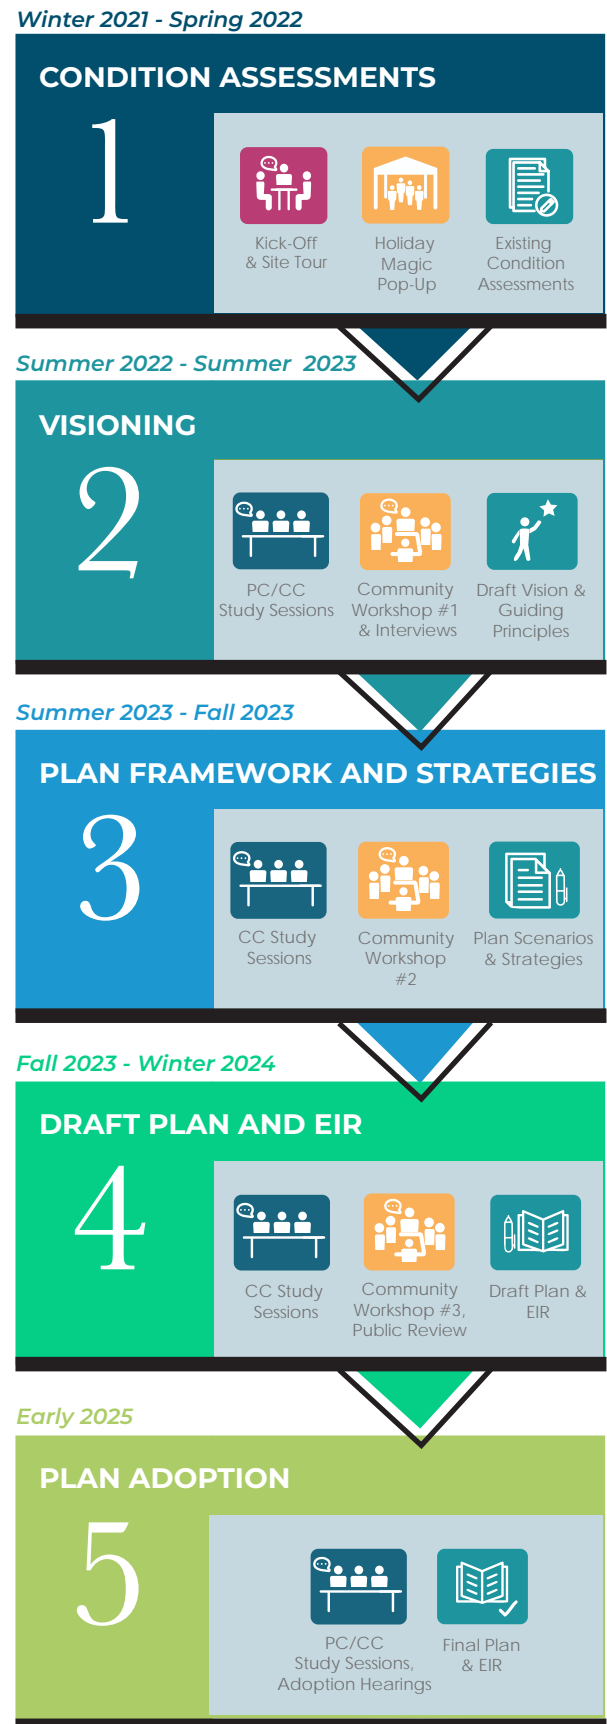 Winter 2021 - Spring 2022
CONDITION ASSESSMENTS
1
Kick-Off
& Site Tour
Holiday
Magic
Pop-Up
Existing
Condition
Assessments
Summer 2022 - Summer 2023
VISIONING
2
PC/CC
Study Sessions
Community
Workshop #1
& Interviews
Draft Vision &
Guiding
Principles
Summer 2023 - Fall 2023
PLAN FRAMEWORK AND STRATEGIES
3
CC Study
Sessions
Community
Workshop
#2
Plan Scenarios
& Strategies
Fall 2023 - Winter 2024
DRAFT PLAN AND EIR
4
CC Study
Sessions
Community
Workshop #3,
Public Review
Draft Plan &
EIR
Early 2025
PLAN ADOPTION
5
PC/CC
Study Sessions,
Adoption Hearings
Final Plan
& EIR